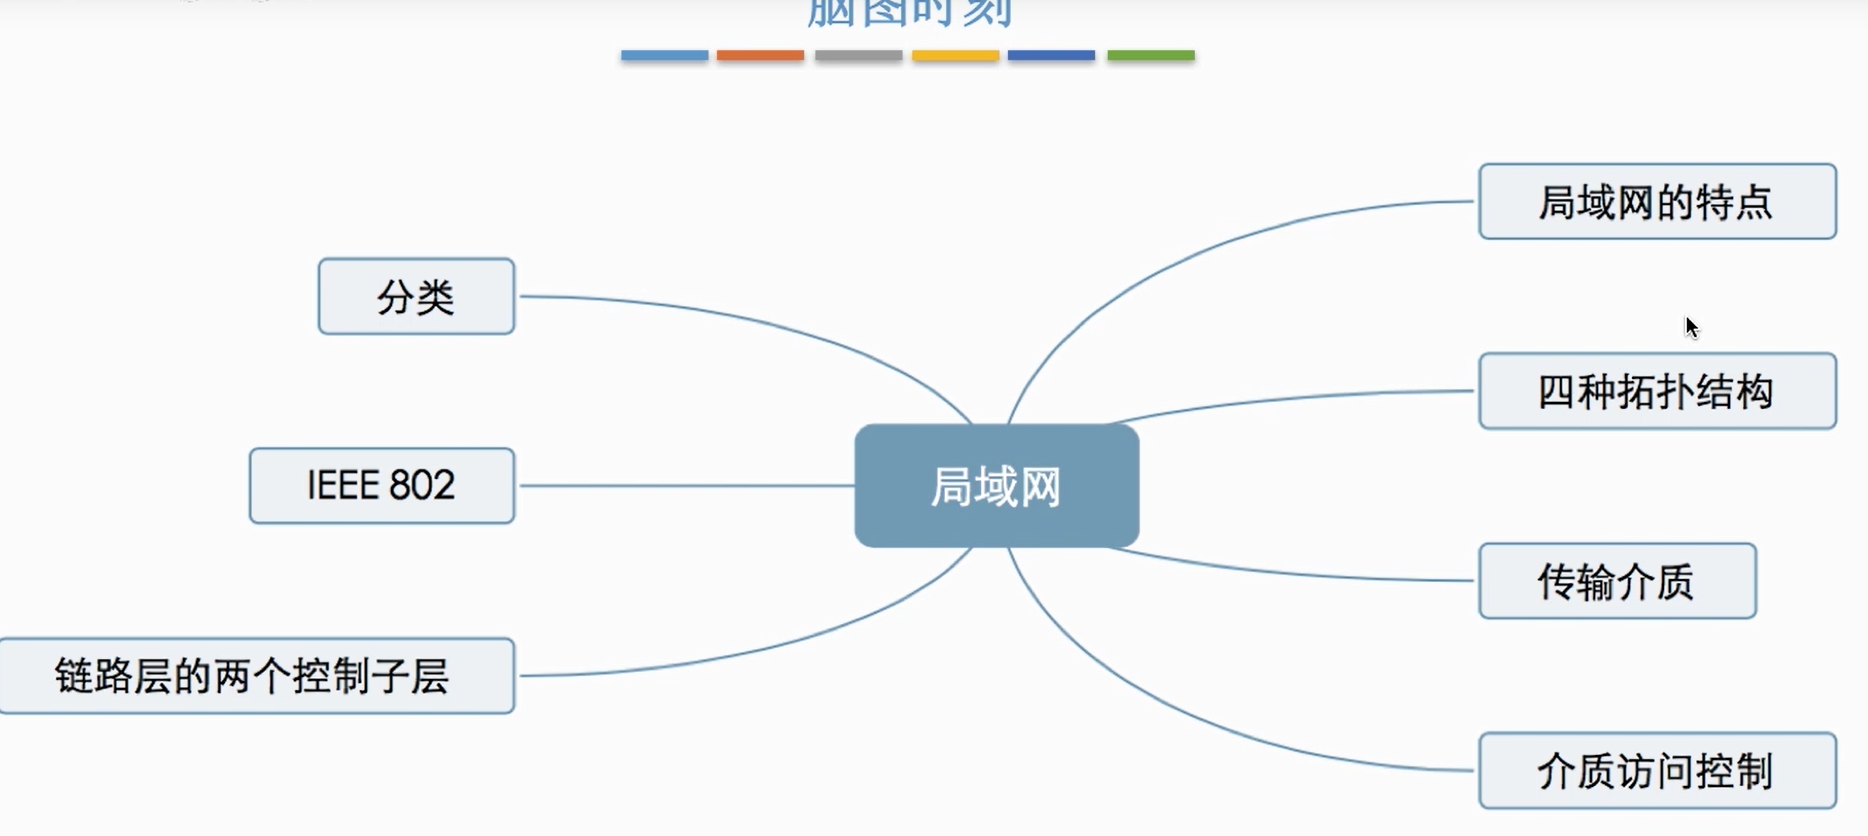 脑图时刻
局域网的特点
分类
四种拓扑结构
IEEE 802
局域网
传输介质
链路层的两个控制子层
介质访问控制